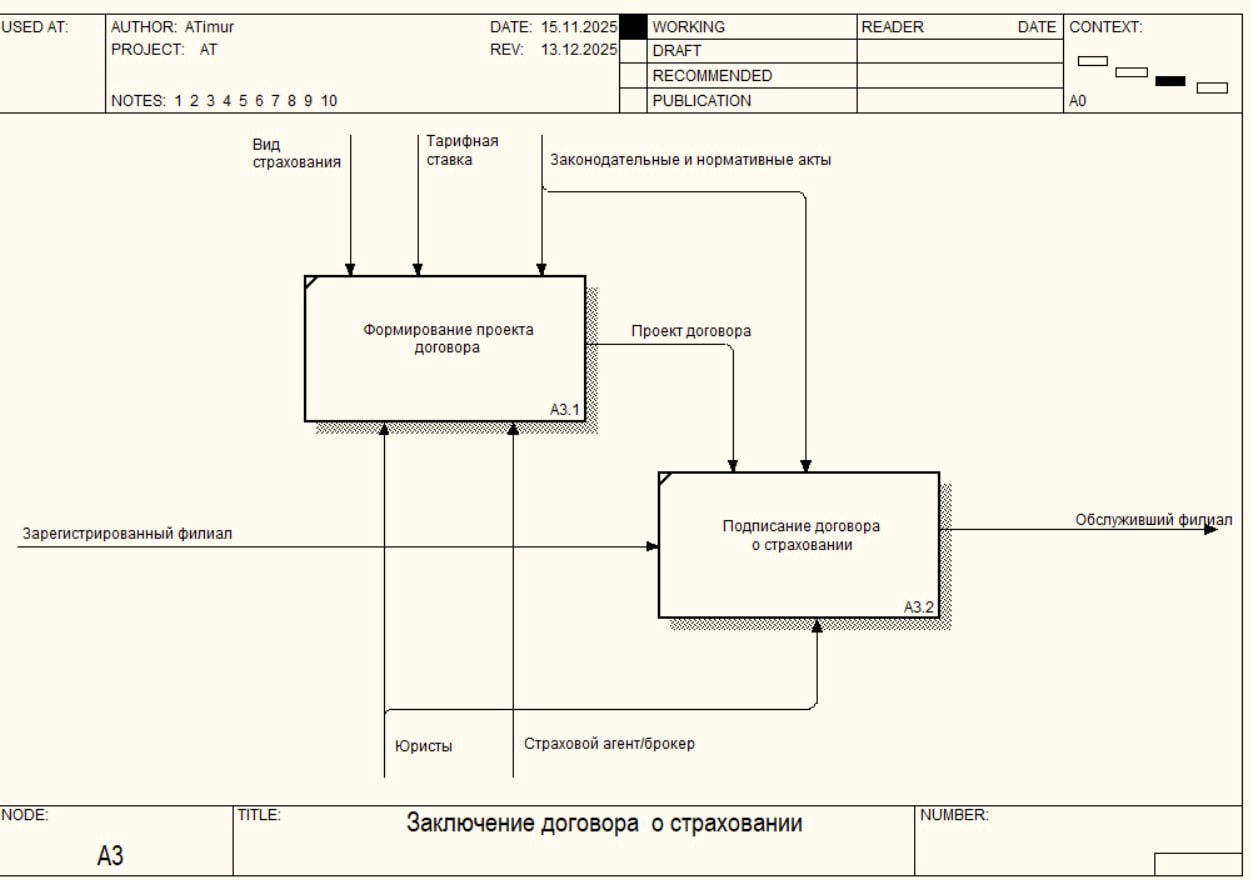 USED AT:
AUTHOR: ATimur
DATE: 15.11.2025
WORKING
READER
DATE
CONTEXT:
PROJECT: AT
REV: 13.12.2025
DRAFT
RECOMMENDED
NOTES: 1 2 3 4 5 6 7 8 9 10
PUBLICATION
A0
Вид
страхования
Тарифная
ставка
Законодательные и нормативные акты
Формирование проекта
договора
A3.1
Проект договора
Зарегистрированный филиал
Подписание договора
о страховании
A3.2
Обслуживший филиал
Юристы
Страховой агент/брокер
NODE:
A3
TITLE:
Заключение договора о страховании
NUMBER: